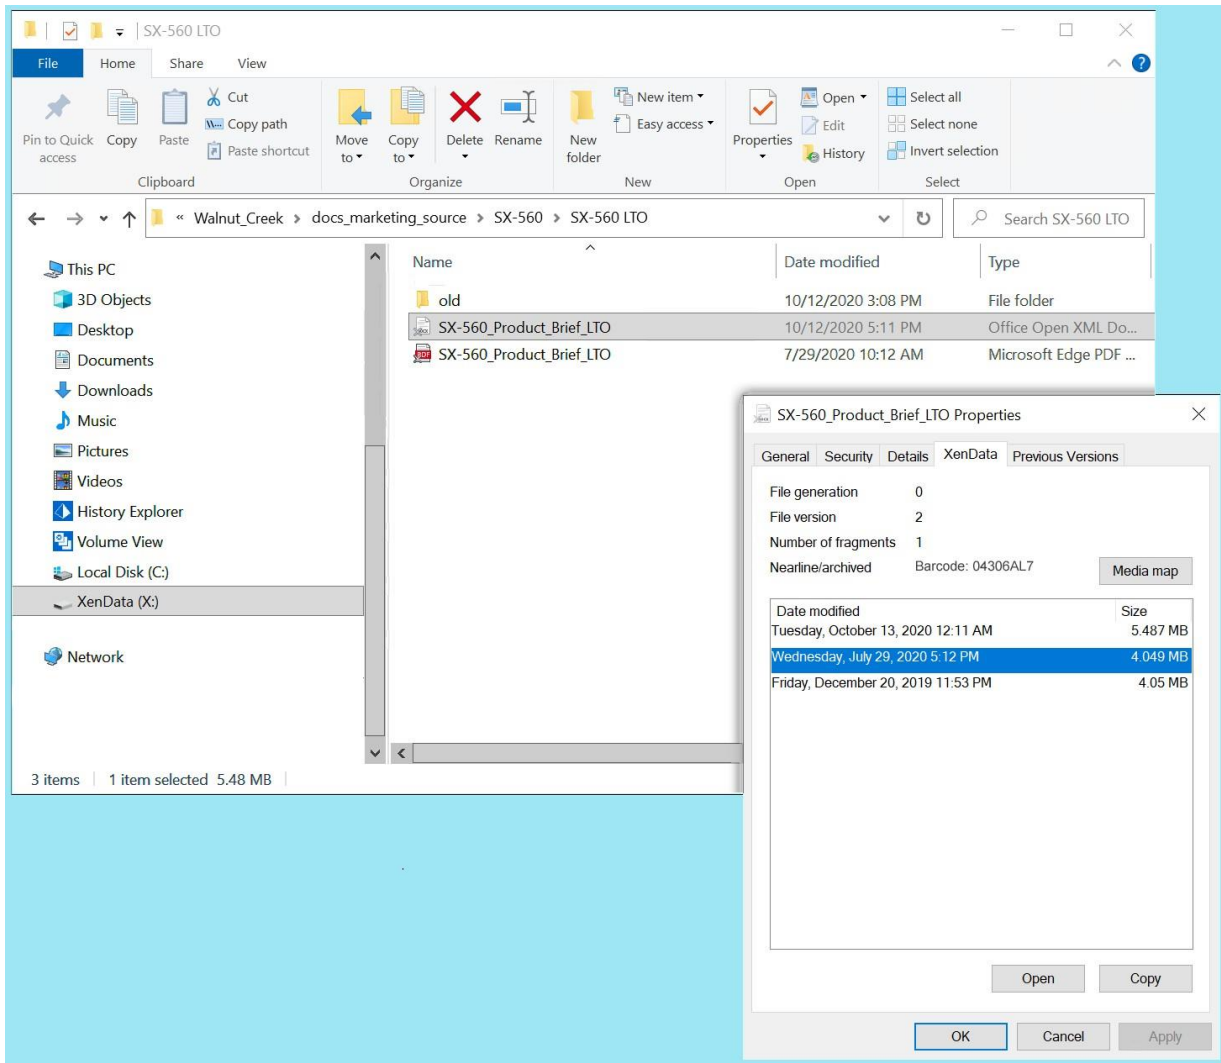 SX-560 LTO
File Home Share View
Pin to Quick access
Copy
Paste
Cut
Copy path
Paste shortcut
Move to
Copy to
Delete
Rename
New folder
New item
Easy access
Properties
Open
Edit
History
Select all
Select none
Invert selection
Clipboard Organize New Open Select
« Walnut_Creek > docs_marketing_source > SX-560 > SX-560 LTO
Search SX-560 LTO
This PC
3D Objects
Desktop
Documents
Downloads
Music
Pictures
Videos
History Explorer
Volume View
Local Disk (C:)
XenData (X:)
Network
Name Date modified Type
old 10/12/2020 3:08 PM File folder
SX-560_Product_Brief_LTO 10/12/2020 5:11 PM Office Open XML Do...
PDF SX-560_Product_Brief_LTO 7/29/2020 10:12 AM Microsoft Edge PDF ...
3 items 1 item selected 5.48 MB
SX-560_Product_Brief_LTO Properties
General Security Details XenData Previous Versions
File generation 0
File version 2
Number of fragments 1
Nearline/archived Barcode: 04306AL7 Media map
Date modified Size
Tuesday, October 13, 2020 12:11 AM 5.487 MB
Wednesday, July 29, 2020 5:12 PM 4.049 MB
Friday, December 20, 2019 11:53 PM 4.05 MB
Open Copy
OK Cancel Apply